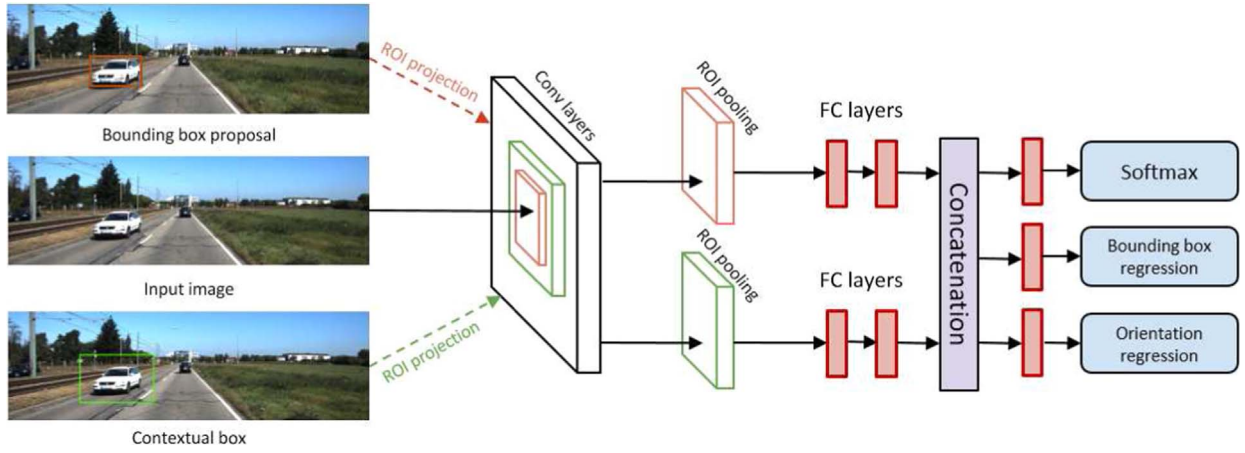 Bounding box proposal
Input image
Contextual box
ROI projection
ROI projection
Conv layers
ROI pooling
ROI pooling
FC layers
FC layers
Concatenation
Softmax
Bounding box
regression
Orientation
regression